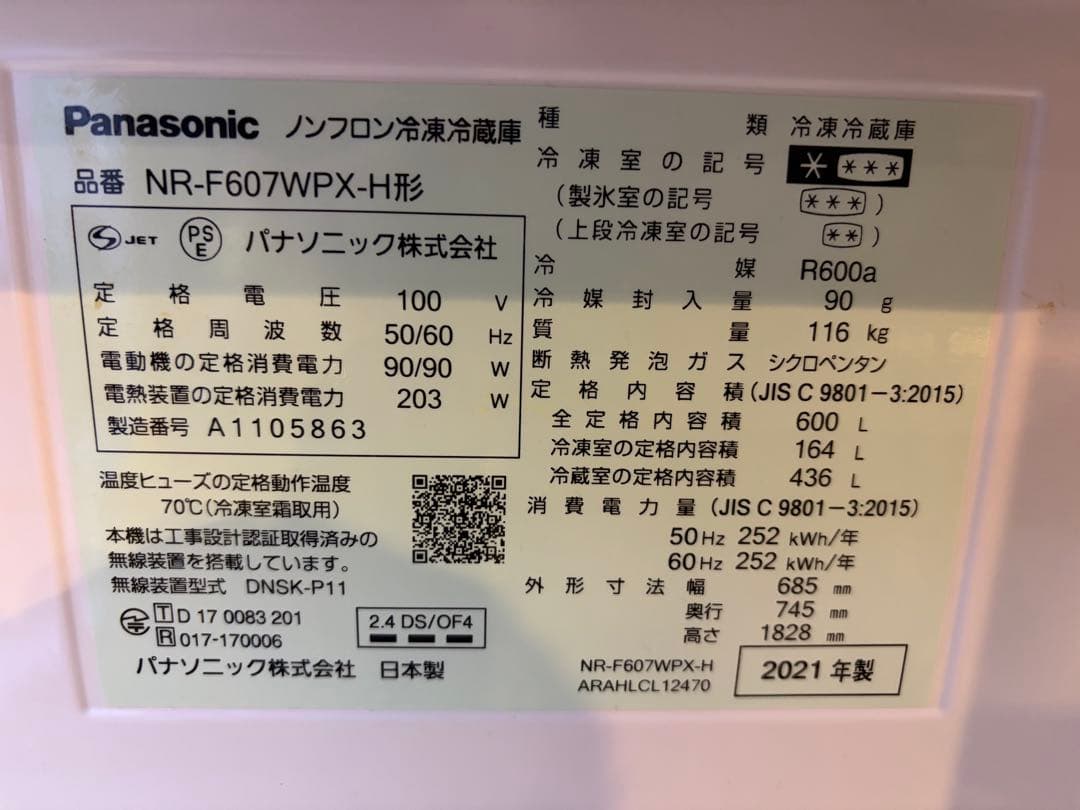 Panasonic ノンフロン冷凍冷蔵庫
品番 NR-F607WPX-H形
JET PS E パナソニック株式会社
定格電圧 100 V
定格周波数 50/60 Hz
電動機の定格消費電力 90/90 W
電熱装置の定格消費電力 203 W
製造番号 A1105863
温度ヒューズの定格動作温度
70℃(冷凍室霜取用)
本機は工事設計認証取得済みの
無線装置を搭載しています。
無線装置型式 DNSK-P11
T D 17 0083 201
R 017-170006
2.4 DS/OF4
パナソニック株式会社 日本製
種類 冷凍冷蔵庫
冷凍室の記号 * ***
(製氷室の記号 ***)
(上段冷凍室の記号 **)
冷媒 R600a
冷媒封入量 90 g
質量 116 kg
断熱発泡ガス シクロペンタン
定格内容積(JIS C 9801-3:2015)
全定格内容積 600 L
冷凍室の定格内容積 164 L
冷蔵室の定格内容積 436 L
消費電力量(JIS C 9801-3:2015)
50Hz 252 kWh/年
60Hz 252 kWh/年
外形寸法幅 685 mm
奥行 745 mm
高さ 1828 mm
NR-F607WPX-H
ARAHLCL12470
2021年製